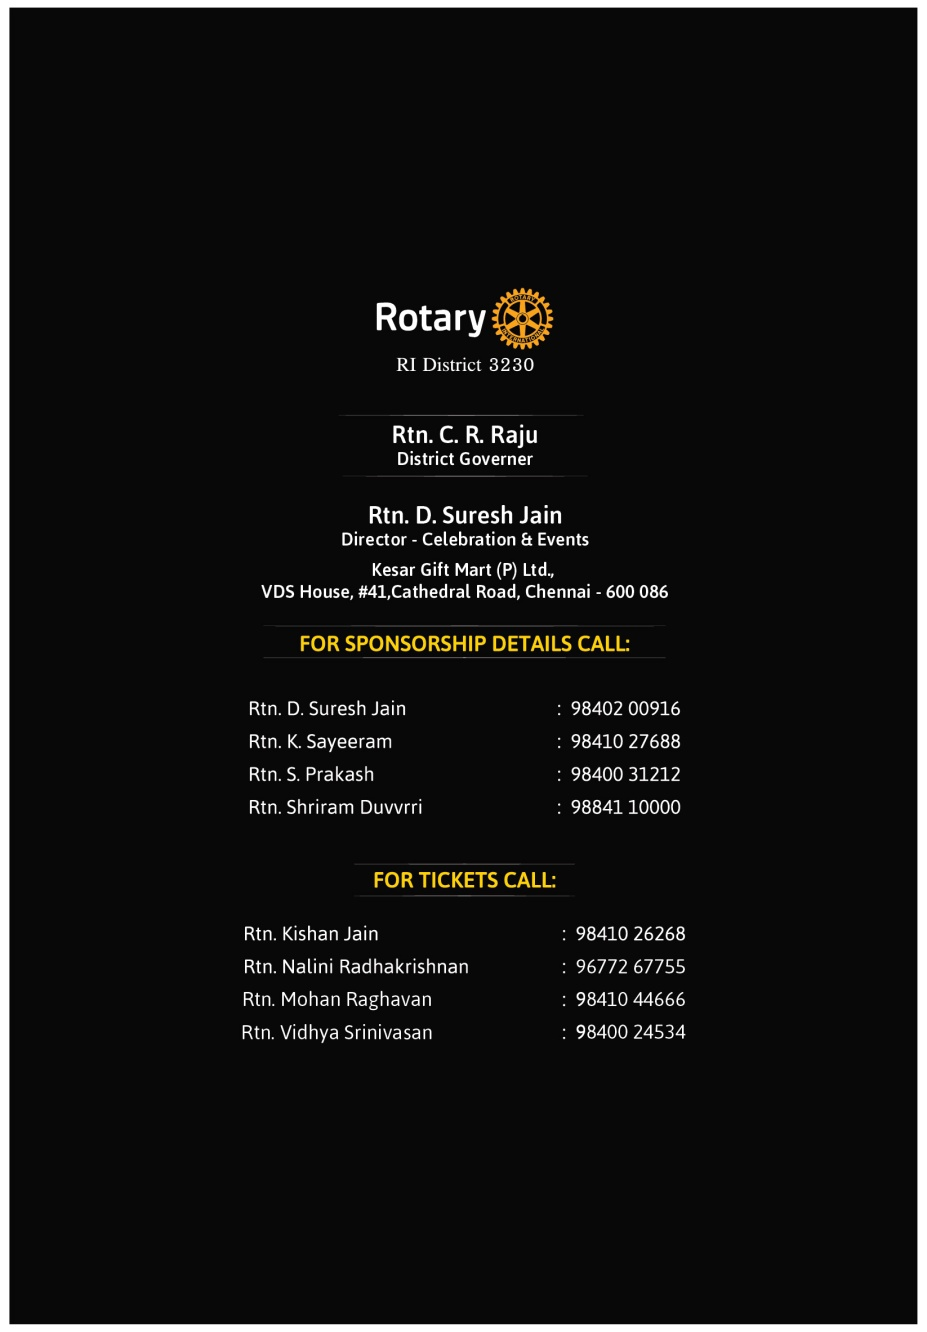 Rotary
ROTARY
INTERNATIONAL
RI District 3230
Rtn. C. R. Raju
District Governer
Rtn. D. Suresh Jain
Director - Celebration & Events
Kesar Gift Mart (P) Ltd.,
VDS House, #41,Cathedral Road, Chennai - 600 086
FOR SPONSORSHIP DETAILS CALL:
Rtn. D. Suresh Jain : 98402 00916
Rtn. K. Sayeeram : 98410 27688
Rtn. S. Prakash : 98400 31212
Rtn. Shriram Duvvrri : 98841 10000
FOR TICKETS CALL:
Rtn. Kishan Jain : 98410 26268
Rtn. Nalini Radhakrishnan : 96772 67755
Rtn. Mohan Raghavan : 98410 44666
Rtn. Vidhya Srinivasan : 98400 24534